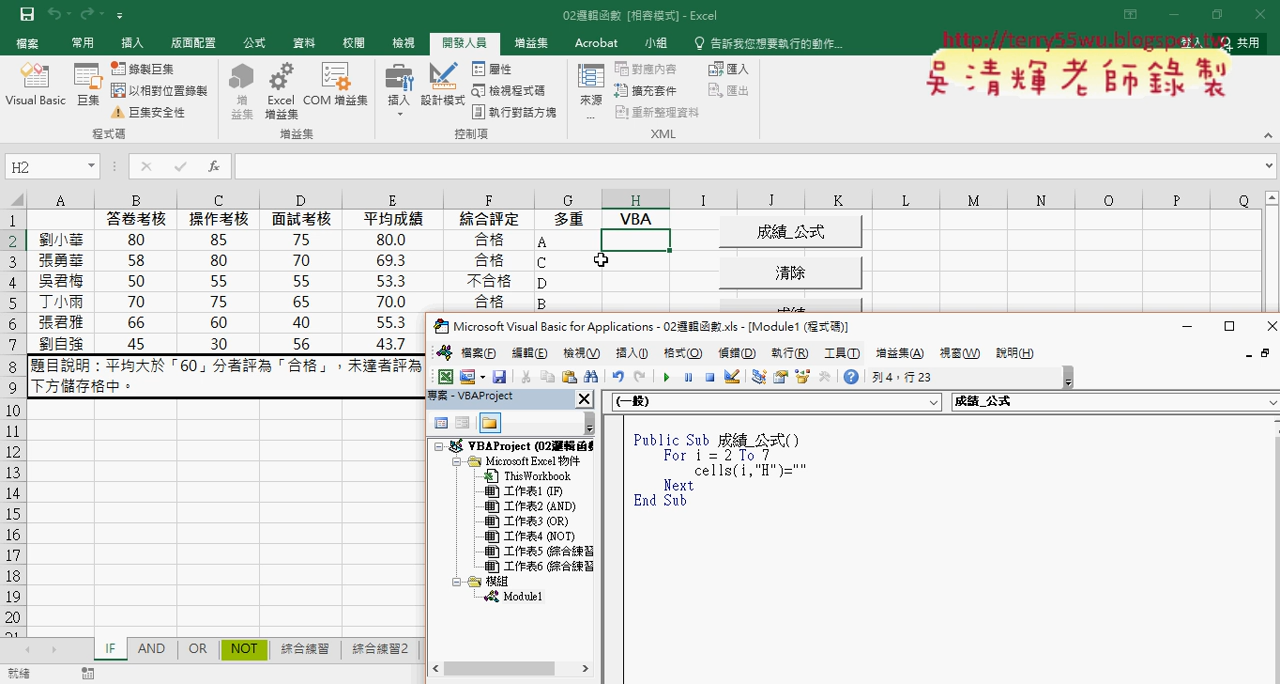 02邏輯函數 [相容模式] - Excel
http://terry55wu.blogspot.tw
吳清輝老師錄製
檔案 常用 插入 版面配置 公式 資料 校閱 檢視 開發人員 增益集 Acrobat 小組 告訴我您想要執行的動作... 登入 共用
Visual Basic 巨集 錄製巨集 以相對位置錄製 巨集安全性 程式碼
增益集 Excel 增益集 COM 增益集 增益集
插入 設計模式 屬性 檢視程式碼 執行對話方塊 控制項
來源... 對應內容 擴充套件 重新整理資料 匯入 匯出 XML
H2 fx
A B C D E F G H I J K L M N O P Q
1 答卷考核 操作考核 面試考核 平均成績 綜合評定 多重 VBA
2 劉小華 80 85 75 80.0 合格 A
3 張勇華 58 80 70 69.3 合格 C
4 吳君梅 50 55 55 53.3 不合格 D
5 丁小雨 70 75 65 70.0 合格 B
6 張君雅 66 60 40 55.3
7 劉自強 45 30 56 43.7
8 題目說明：平均大於「60」分者評為「合格」，未達者評為
9 下方儲存格中。
10
11
12
13
14
15
16
17
18
19
20
成績_公式
清除
IF AND OR NOT 綜合練習 綜合練習2
就緒
Microsoft Visual Basic for Applications - 02邏輯函數.xls - [Module1 (程式碼)]
檔案(F) 編輯(E) 檢視(V) 插入(I) 格式(O) 偵錯(D) 執行(R) 工具(T) 增益集(A) 視窗(W) 說明(H)
列 4，行 23
專案 - VBAProject
VBAProject (02邏輯函數
Microsoft Excel 物件
ThisWorkbook
工作表1 (IF)
工作表2 (AND)
工作表3 (OR)
工作表4 (NOT)
工作表5 (綜合練習
工作表6 (綜合練習
模組
Module1
(一般) 成績_公式
Public Sub 成績_公式()
For i = 2 To 7
cells(i,"H")=""
Next
End Sub